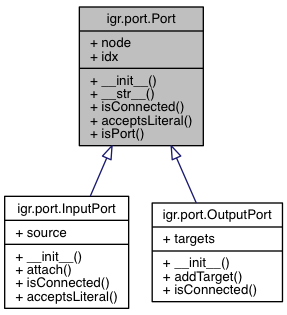 igr.port.Port
+ node
+ idx
+ __init__()
+ __str__()
+ isConnected()
+ acceptsLiteral()
+ isPort()
igr.port.InputPort
+ source
+ __init__()
+ attach()
+ isConnected()
+ acceptsLiteral()
igr.port.OutputPort
+ targets
+ __init__()
+ addTarget()
+ isConnected()